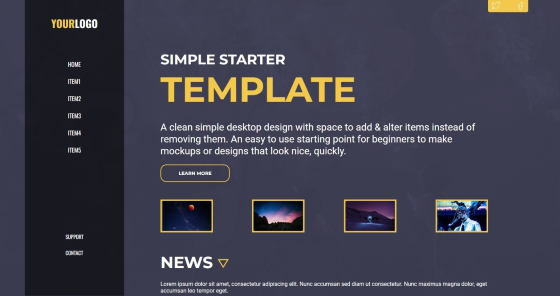 YOURLOGO
HOME
ITEM1
ITEM2
ITEM3
ITEM4
ITEM5
SUPPORT
CONTACT
SIMPLE STARTER
TEMPLATE
A clean simple desktop design with space to add & alter items instead of
removing them. An easy to use starting point for beginners to make
mockups or designs that look nice, quickly.
LEARN MORE
NEWS
Lorem ipsum dolor sit amet, consectetur adipiscing elit. Nunc accumsan sed diam ut consectetur. Nunc maximus magna dolor, eget
accumsan leo tempor eget.